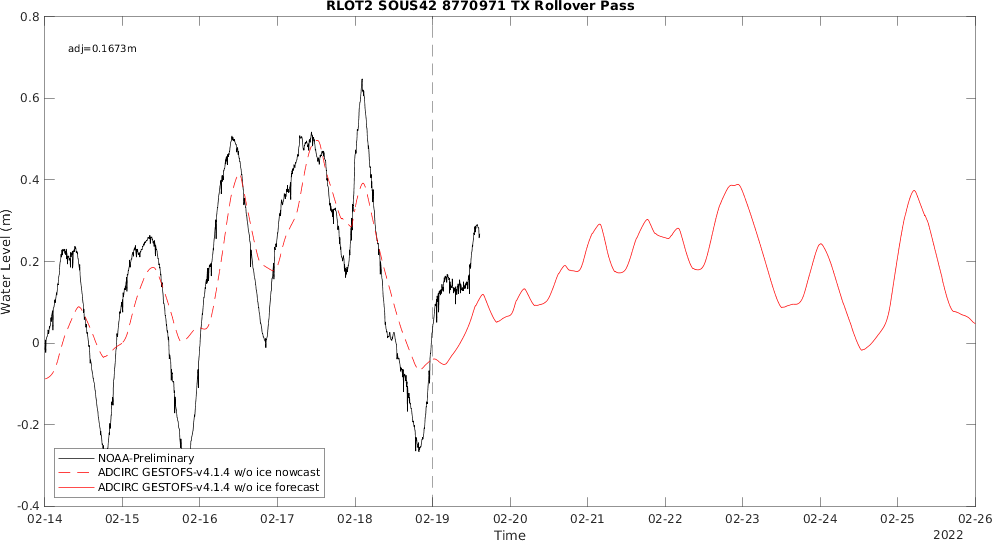 RLOT2 SOUS42 8770971 TX Rollover Pass
0.8
adj=0.1673m
0.6
0.4
0.2
0
-0.2
-0.4
Water Level (m)
NOAA-Preliminary
ADCIRC GESTOFS-v4.1.4 w/o ice nowcast
ADCIRC GESTOFS-v4.1.4 w/o ice forecast
02-14 02-15 02-16 02-17 02-18 02-19 02-20 02-21 02-22 02-23 02-24 02-25 02-26
Time
2022